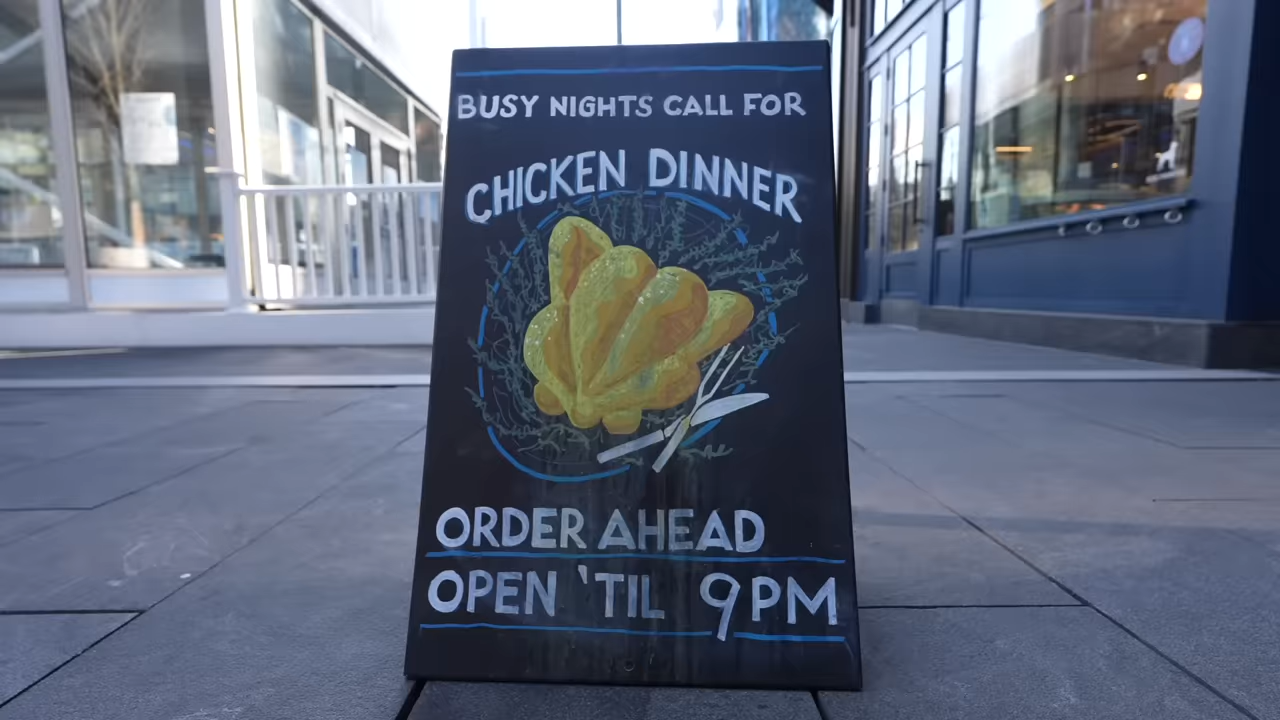 BUSY NIGHTS CALL FOR
CHICKEN DINNER
ORDER AHEAD
OPEN 'TIL 9PM